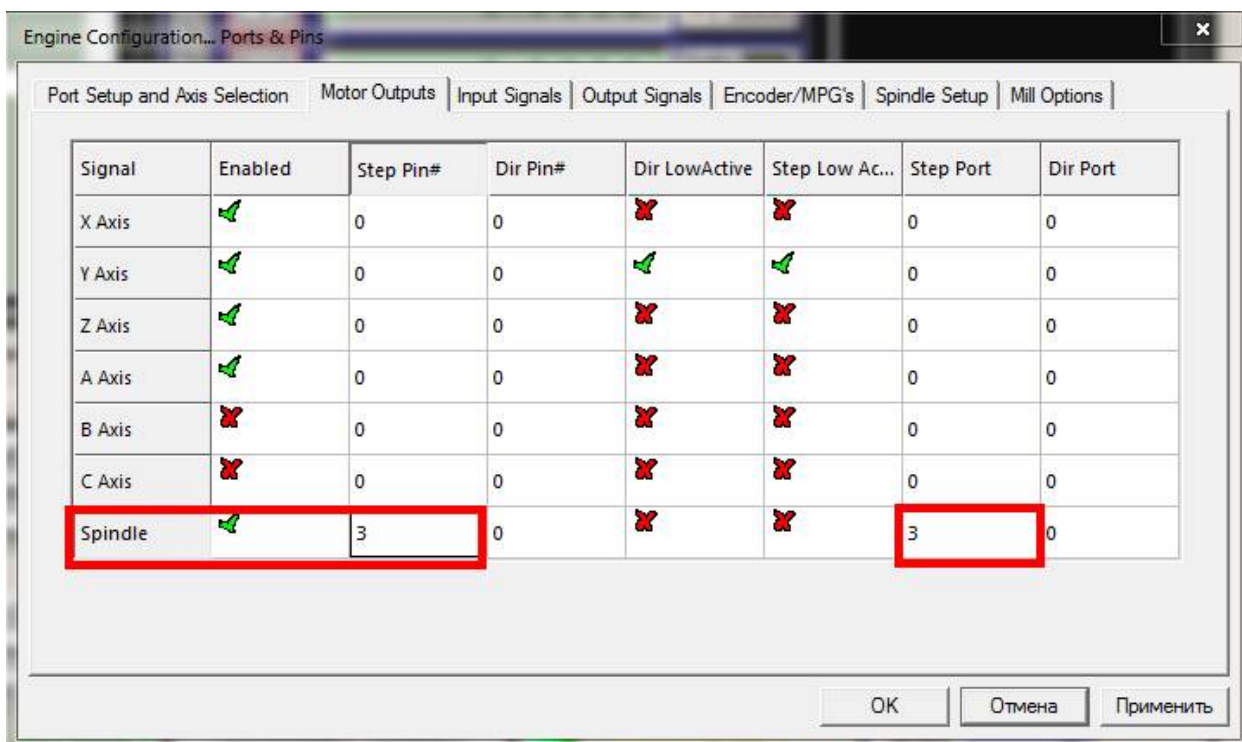 Engine Configuration... Ports & Pins
Port Setup and Axis Selection Motor Outputs Input Signals Output Signals Encoder/MPG's Spindle Setup Mill Options
Signal Enabled Step Pin# Dir Pin# Dir LowActive Step Low Ac... Step Port Dir Port
X Axis 0 0 0 0
Y Axis 0 0 0 0
Z Axis 0 0 0 0
A Axis 0 0 0 0
B Axis 0 0 0 0
C Axis 0 0 0 0
Spindle 3 0 3 0
OK Отмена Применить